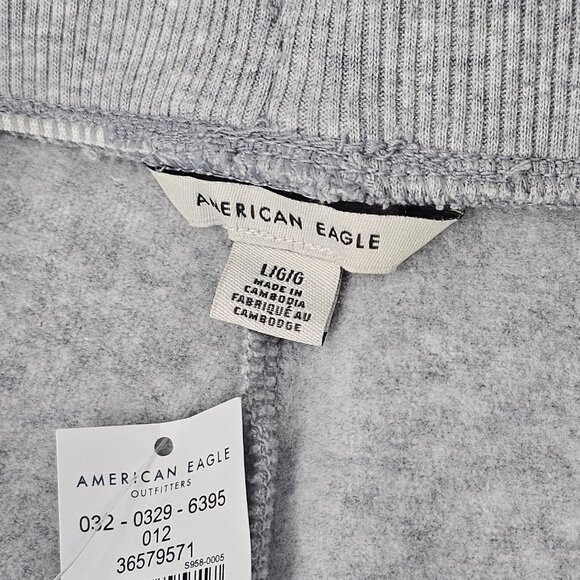 AMERICAN EAGLE
L/G/G
MADE IN
CAMBODIA
FABRIQUÉ AU
CAMBODGE
AMERICAN EAGLE
OUTFITTERS
032 - 0329 - 6395
012
36579571
S958-0005